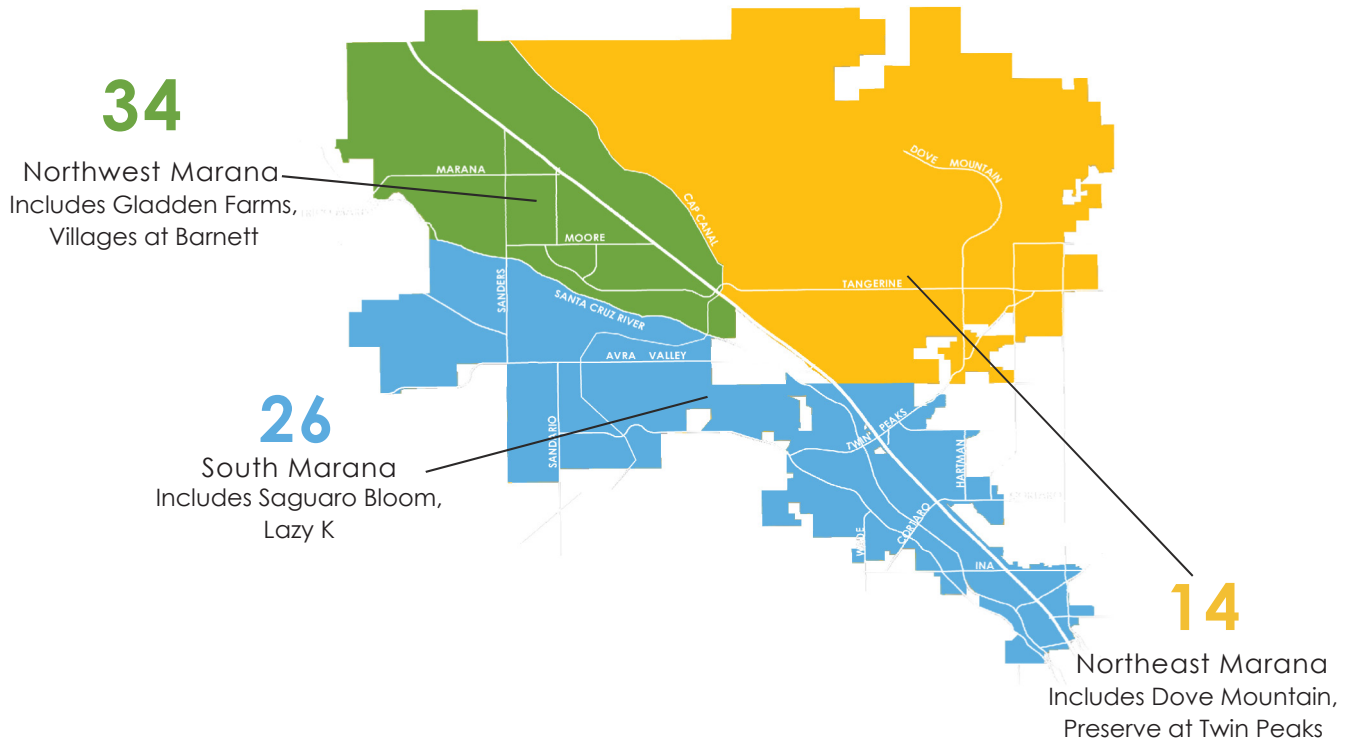 34
Northwest Marana
Includes Gladden Farms,
Villages at Barnett
26
South Marana
Includes Saguaro Bloom,
Lazy K
14
Northeast Marana
Includes Dove Mountain,
Preserve at Twin Peaks
MARANA
MOORE
SANDERS
SANTA CRUZ RIVER
CAP CANAL
DOVE MOUNTAIN
TANGERINE
AVRA VALLEY
SANDARIO
TWIN PEAKS
HARTMAN
CORTARO
WADE
INA